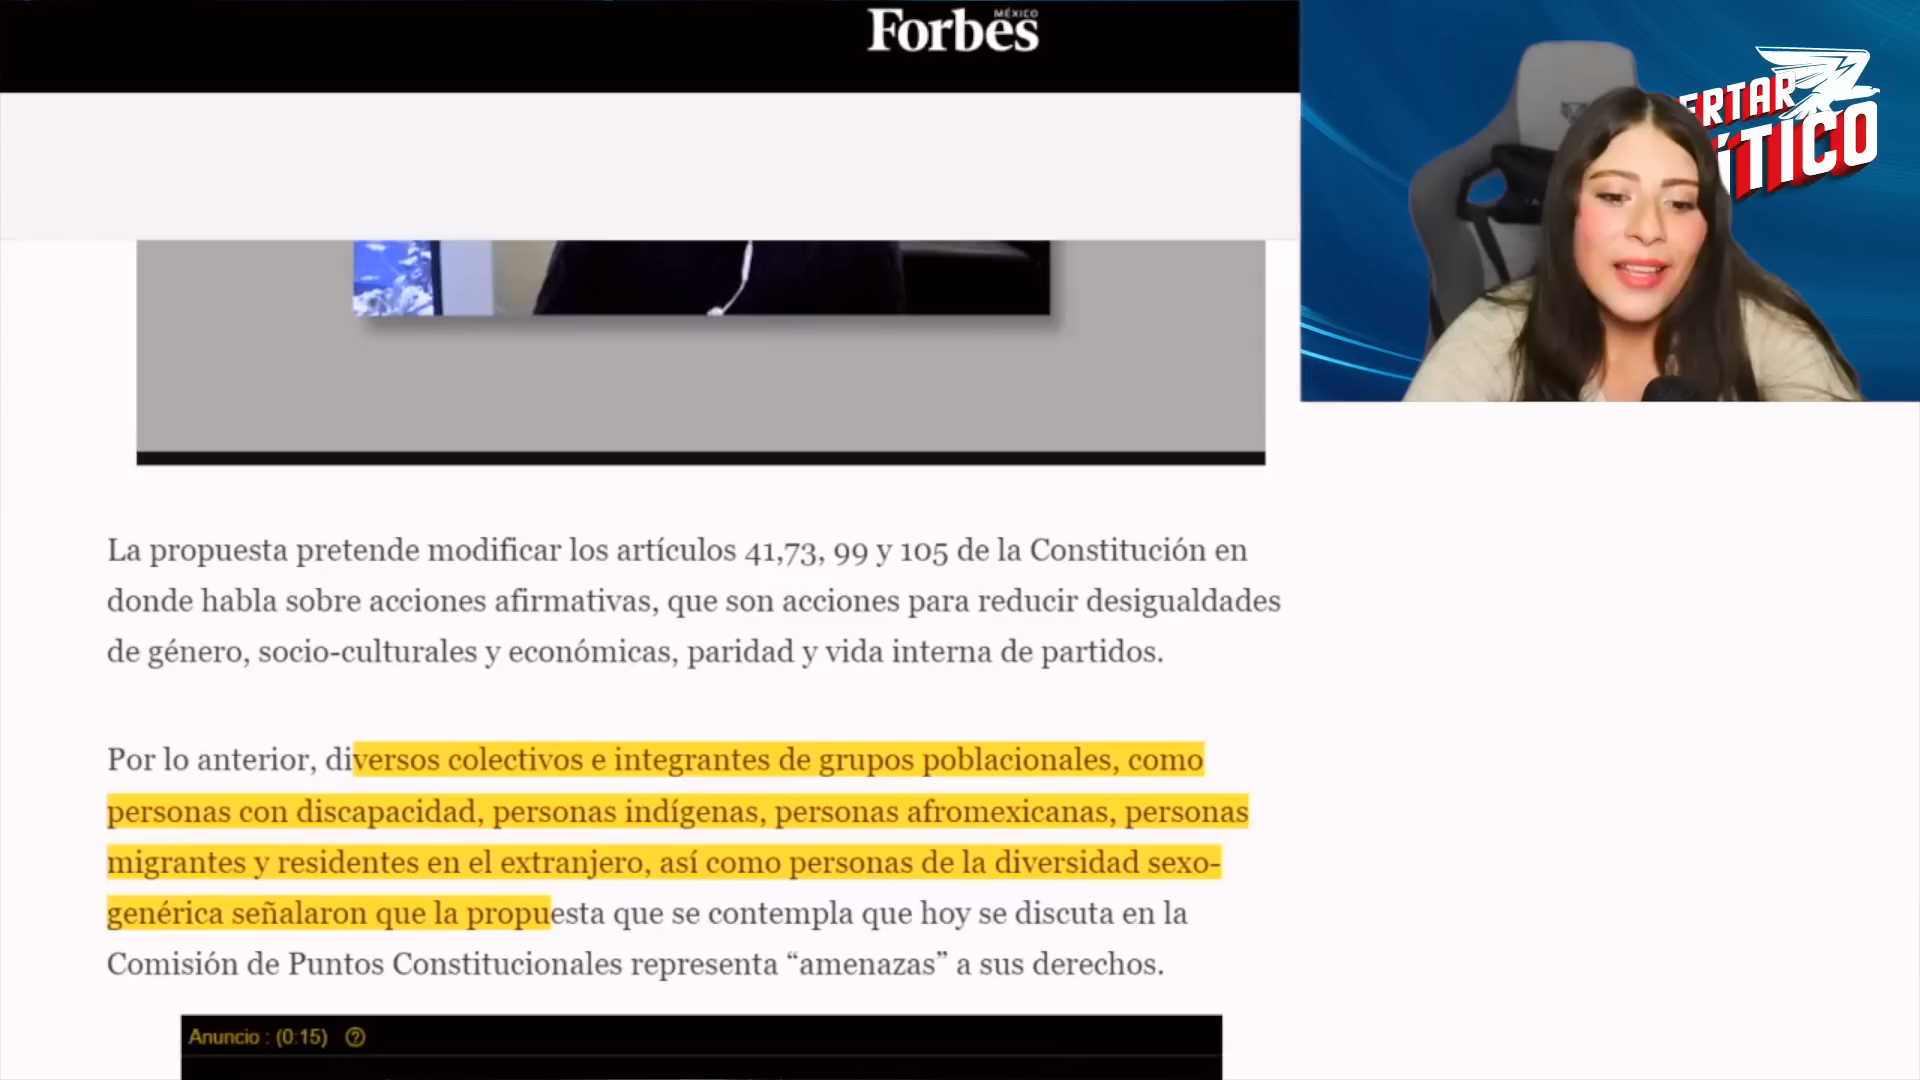 Forbes
MÉXICO
ERTAR
ÍTICO
La propuesta pretende modificar los artículos 41,73, 99 y 105 de la Constitución en
donde habla sobre acciones afirmativas, que son acciones para reducir desigualdades
de género, socio-culturales y económicas, paridad y vida interna de partidos.
Por lo anterior, diversos colectivos e integrantes de grupos poblacionales, como
personas con discapacidad, personas indígenas, personas afromexicanas, personas
migrantes y residentes en el extranjero, así como personas de la diversidad sexo-
genérica señalaron que la propuesta que se contempla que hoy se discuta en la
Comisión de Puntos Constitucionales representa “amenazas” a sus derechos.
Anuncio : (0:15) ?